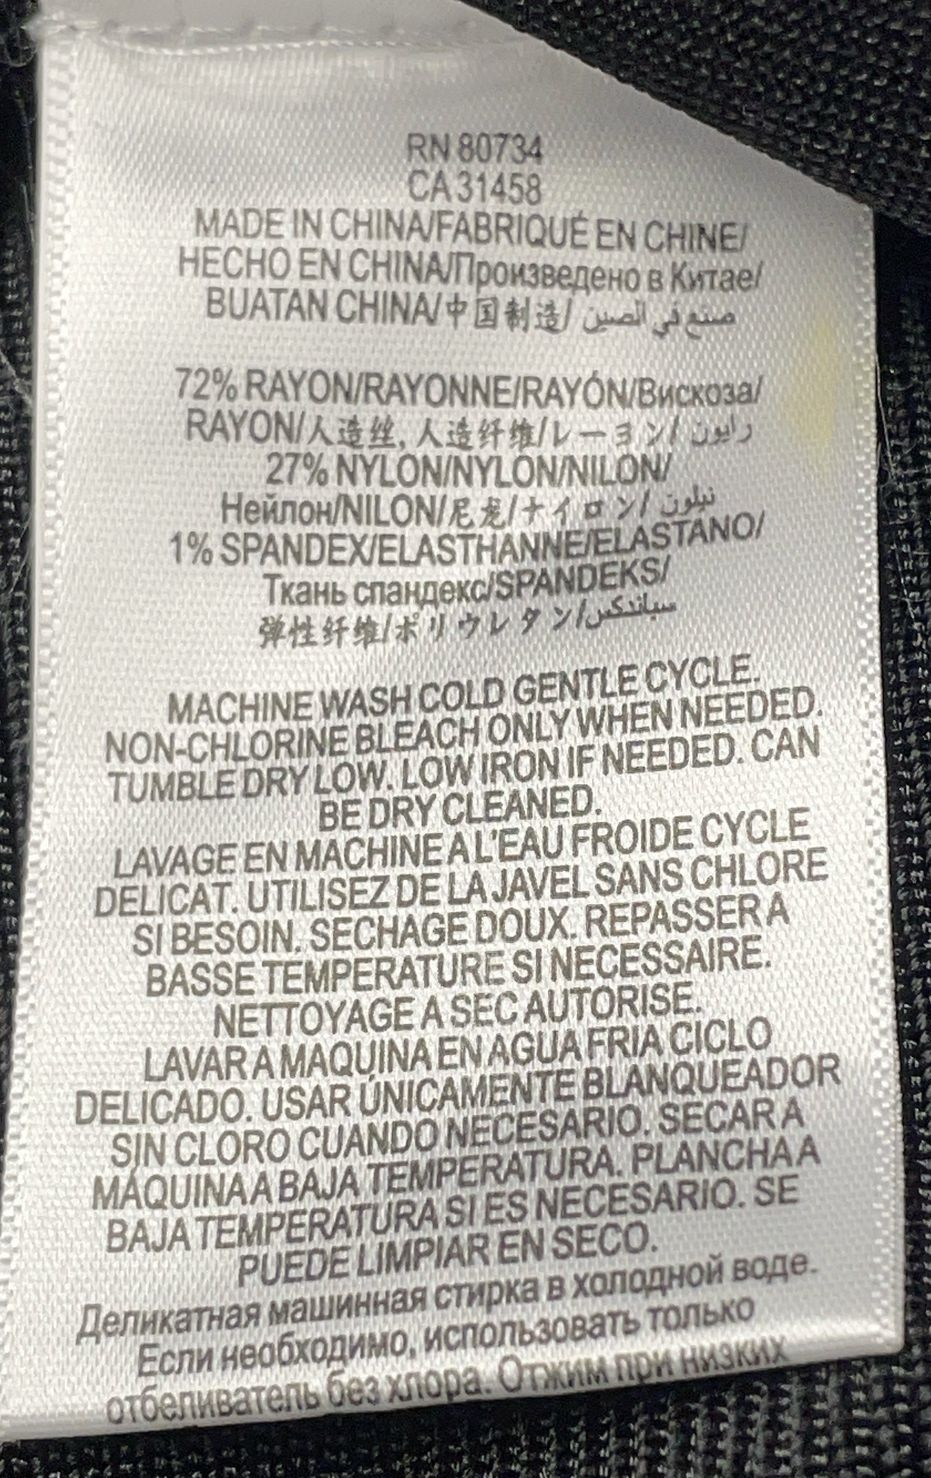 RN 80734
CA 31458
MADE IN CHINA/FABRIQUÉ EN CHINE/
HECHO EN CHINA/Произведено в Китае/
BUATAN CHINA/中国制造/ صنع في الصين
72% RAYON/RAYONNE/RAYÓN/Вискоза/
RAYON/人造丝, 人造纤维/レーヨン/ رايون
27% NYLON/NYLON/NILON/
Нейлон/NILON/尼龙/ナイロン/ نيلون
1% SPANDEX/ELASTHANNE/ELASTANO/
Ткань спандекс/SPANDEKS/
弹性纤维/ポリウレタン/سباندكس
MACHINE WASH COLD GENTLE CYCLE.
NON-CHLORINE BLEACH ONLY WHEN NEEDED.
TUMBLE DRY LOW. LOW IRON IF NEEDED. CAN
BE DRY CLEANED.
LAVAGE EN MACHINE A L'EAU FROIDE CYCLE
DELICAT. UTILISEZ DE LA JAVEL SANS CHLORE
SI BESOIN. SECHAGE DOUX. REPASSER A
BASSE TEMPERATURE SI NECESSAIRE.
NETTOYAGE A SEC AUTORISE.
LAVAR A MAQUINA EN AGUA FRIA CICLO
DELICADO. USAR ÚNICAMENTE BLANQUEADOR
SIN CLORO CUANDO NECESARIO. SECAR A
MÁQUINA A BAJA TEMPERATURA. PLANCHA A
BAJA TEMPERATURA SI ES NECESARIO. SE
PUEDE LIMPIAR EN SECO.
Деликатная машинная стирка в холодной воде.
Если необходимо, использовать только
отбеливатель без хлора. Отжим при низких